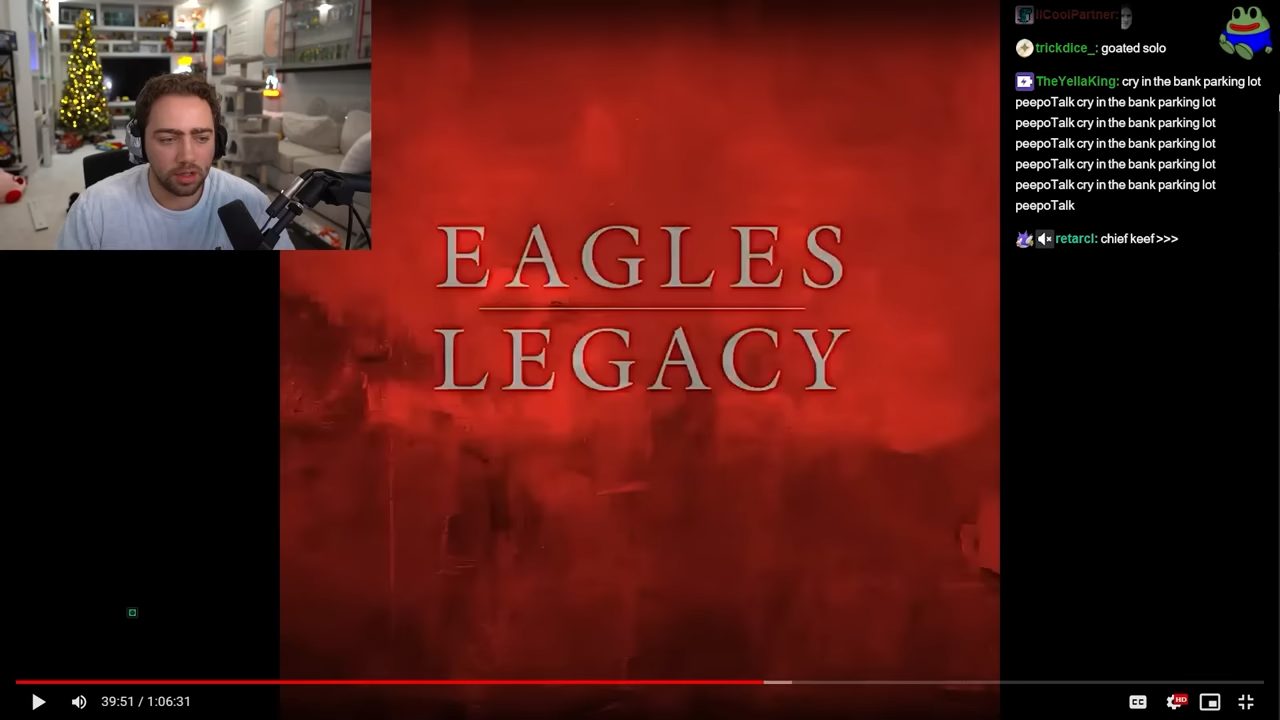 llCoolPartner:
trickdice_: goated solo
TheYellaKing: cry in the bank parking lot
peepoTalk cry in the bank parking lot
peepoTalk cry in the bank parking lot
peepoTalk cry in the bank parking lot
peepoTalk cry in the bank parking lot
peepoTalk cry in the bank parking lot
peepoTalk
retarcl: chief keef >>>
EAGLES
LEGACY
39:51 / 1:06:31
CC
HD